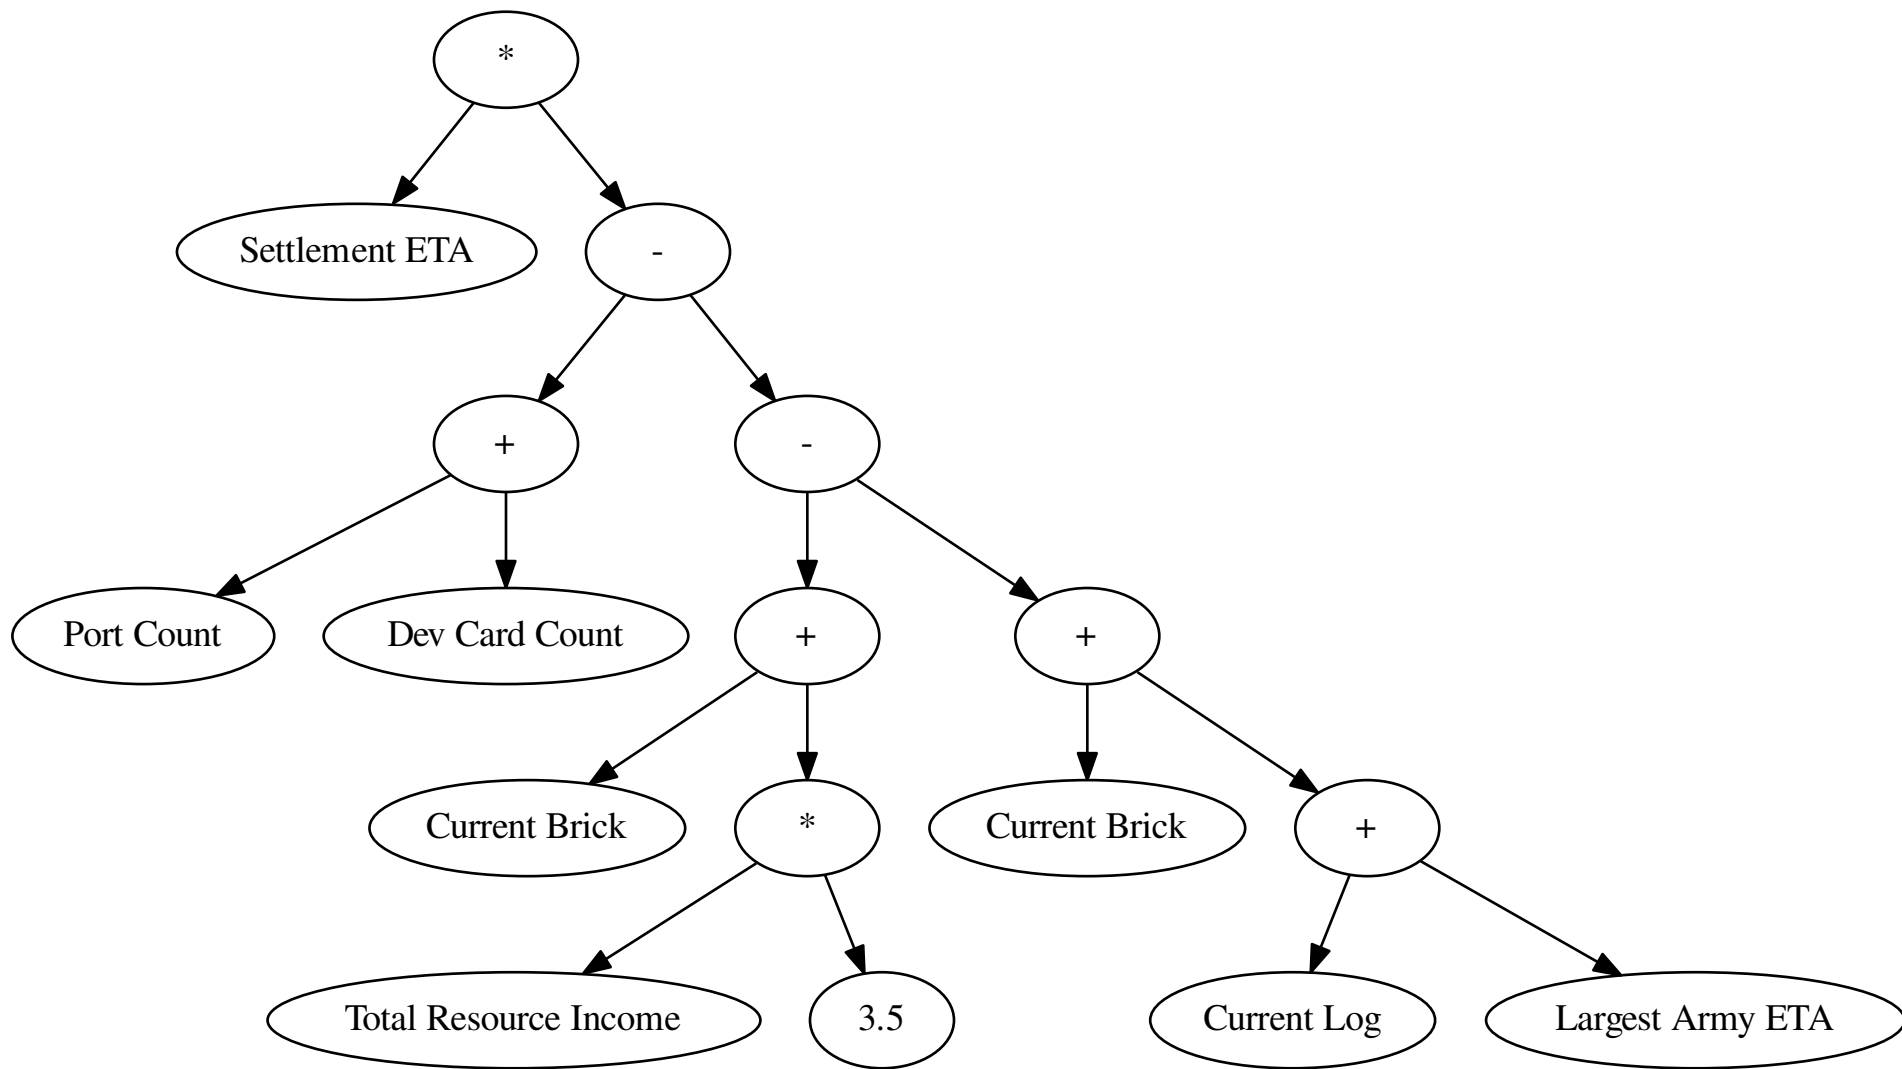 *
Settlement ETA
-
+
-
Port Count
Dev Card Count
+
+
Current Brick
*
Current Brick
+
Total Resource Income
3.5
Current Log
Largest Army ETA